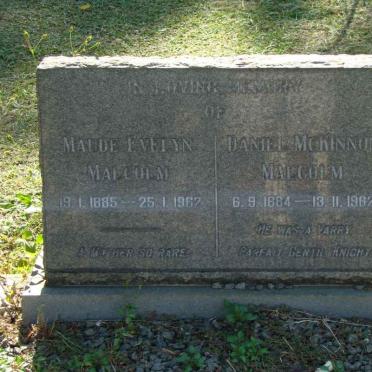 IN LOVING MEMORY
OF
MAUDE EVELYN
MALCOLM
19.1.1885 — 25.1.1962
A MOTHER SO RARE
DANIEL MCKINNO
MALCOLM
6.9.1884 — 13.11.1962
HE WAS A VARRY
PARFAIT GENTIL KNIGHT